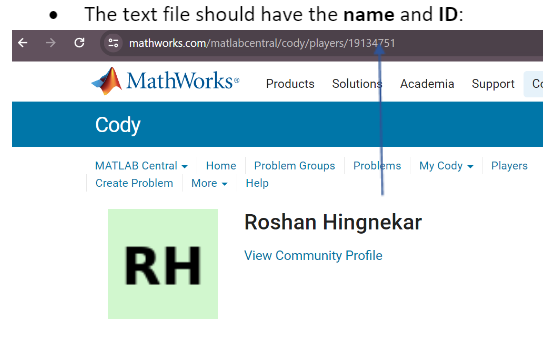 • The text file should have the name and ID:
mathworks.com/matlabcentral/cody/players/19134751
MathWorks®
Products Solutions Academia Support Co
Cody
MATLAB Central Home Problem Groups Problems My Cody Players
Create Problem More Help
RH
Roshan Hingnekar
View Community Profile